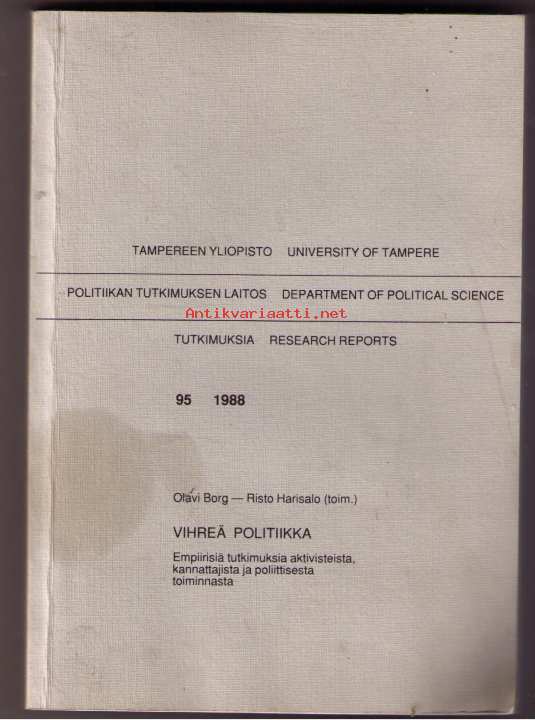 TAMPEREEN YLIOPISTO UNIVERSITY OF TAMPERE
POLITIIKAN TUTKIMUKSEN LAITOS DEPARTMENT OF POLITICAL SCIENCE
Antikvariaatti.net
TUTKIMUKSIA RESEARCH REPORTS
95 1988
Olavi Borg — Risto Harisalo (toim.)
VIHREÄ POLITIIKKA
Empiirisiä tutkimuksia aktivisteista,
kannattajista ja poliittisesta
toiminnasta